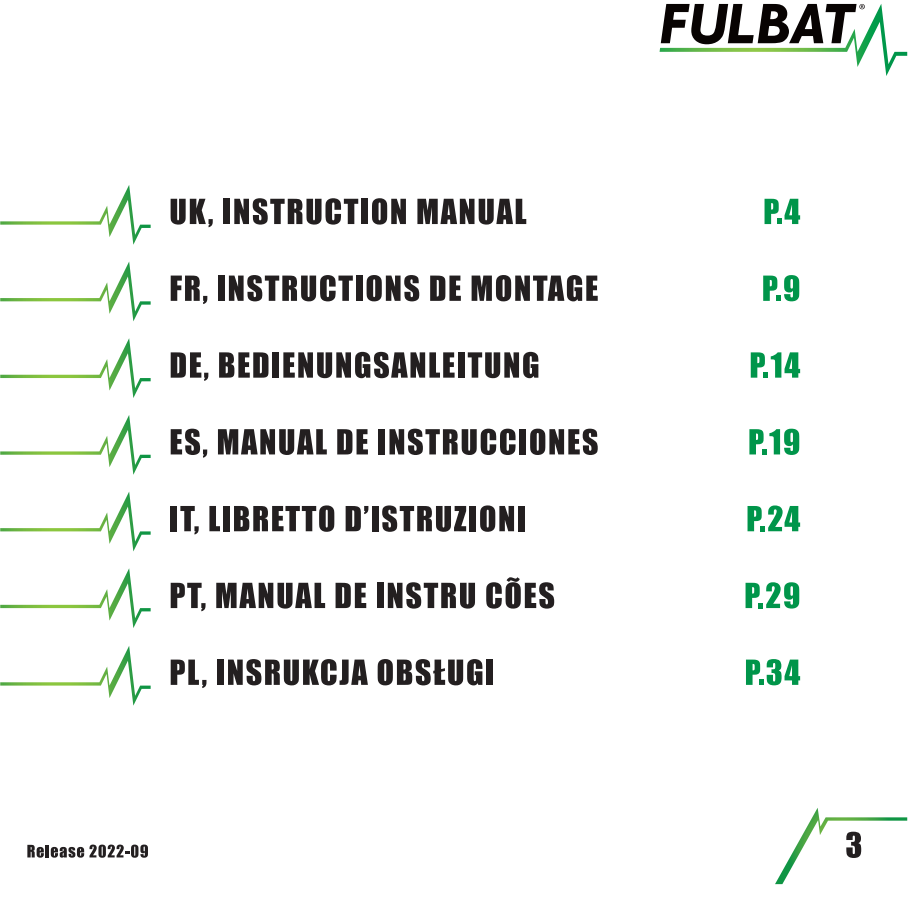 FULBAT®
UK, INSTRUCTION MANUAL P.4
FR, INSTRUCTIONS DE MONTAGE P.9
DE, BEDIENUNGSANLEITUNG P.14
ES, MANUAL DE INSTRUCCIONES P.19
IT, LIBRETTO D’ISTRUZIONI P.24
PT, MANUAL DE INSTRU CÕES P.29
PL, INSRUKCJA OBSŁUGI P.34
Release 2022-09 3